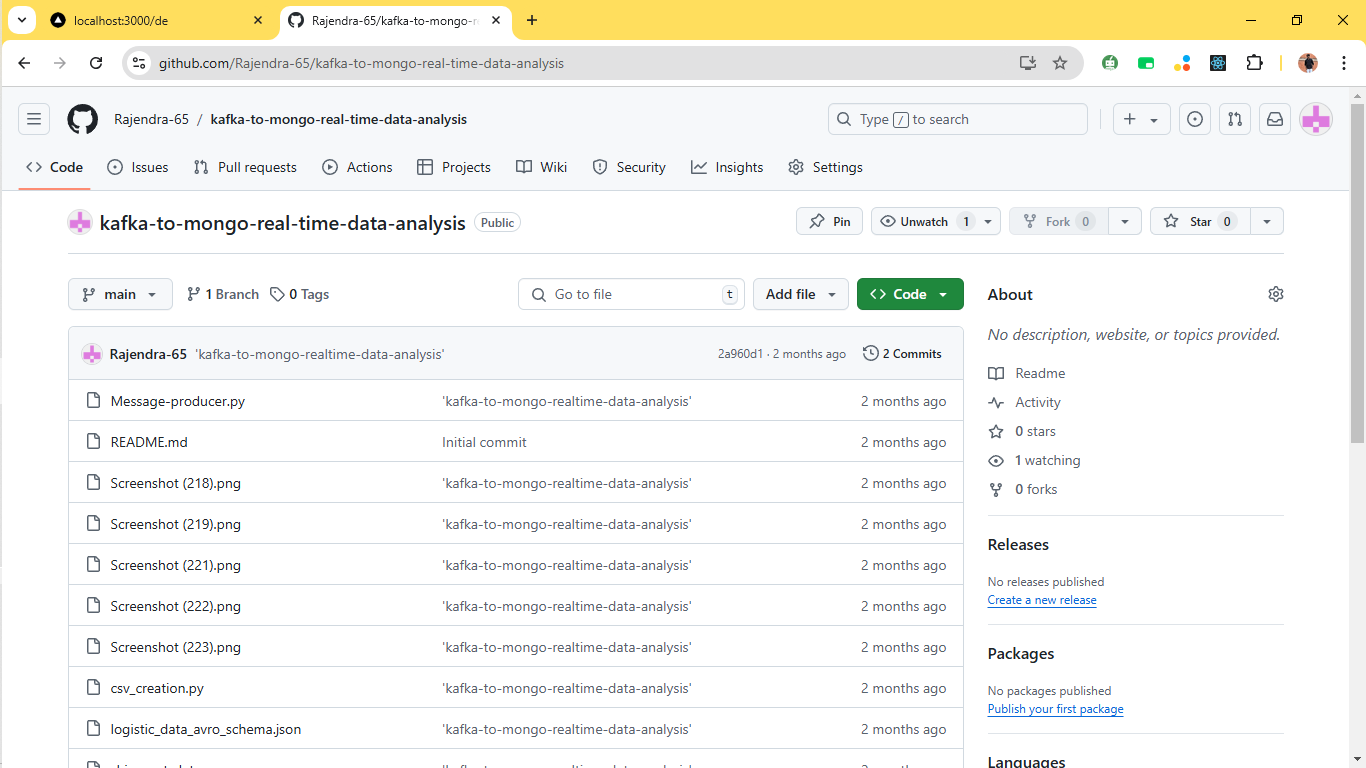 localhost:3000/de
Rajendra-65/kafka-to-mongo-re
github.com/Rajendra-65/kafka-to-mongo-real-time-data-analysis
Rajendra-65 / kafka-to-mongo-real-time-data-analysis
Type / to search
Code Issues Pull requests Actions Projects Wiki Security Insights Settings
kafka-to-mongo-real-time-data-analysis Public
Pin Unwatch 1 Fork 0 Star 0
main 1 Branch 0 Tags Go to file t Add file Code
Rajendra-65 'kafka-to-mongo-realtime-data-analysis' 2a960d1 · 2 months ago 2 Commits
Message-producer.py 'kafka-to-mongo-realtime-data-analysis' 2 months ago
README.md Initial commit 2 months ago
Screenshot (218).png 'kafka-to-mongo-realtime-data-analysis' 2 months ago
Screenshot (219).png 'kafka-to-mongo-realtime-data-analysis' 2 months ago
Screenshot (221).png 'kafka-to-mongo-realtime-data-analysis' 2 months ago
Screenshot (222).png 'kafka-to-mongo-realtime-data-analysis' 2 months ago
Screenshot (223).png 'kafka-to-mongo-realtime-data-analysis' 2 months ago
csv_creation.py 'kafka-to-mongo-realtime-data-analysis' 2 months ago
logistic_data_avro_schema.json 'kafka-to-mongo-realtime-data-analysis' 2 months ago
About
No description, website, or topics provided.
Readme
Activity
0 stars
1 watching
0 forks
Releases
No releases published
Create a new release
Packages
No packages published
Publish your first package
Languages